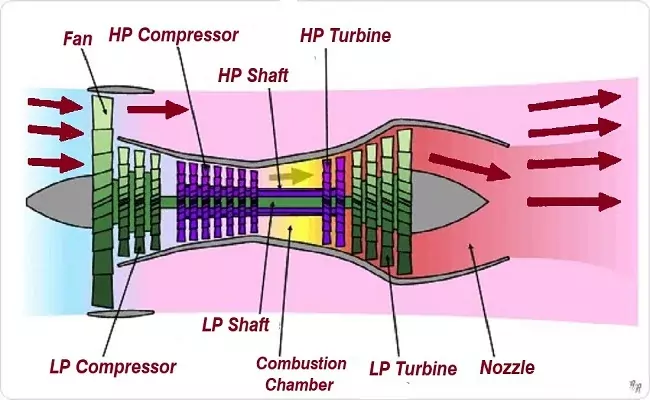 Fan
HP Compressor
HP Turbine
HP Shaft
LP Shaft
LP Compressor
Combustion
Chamber
LP Turbine
Nozzle